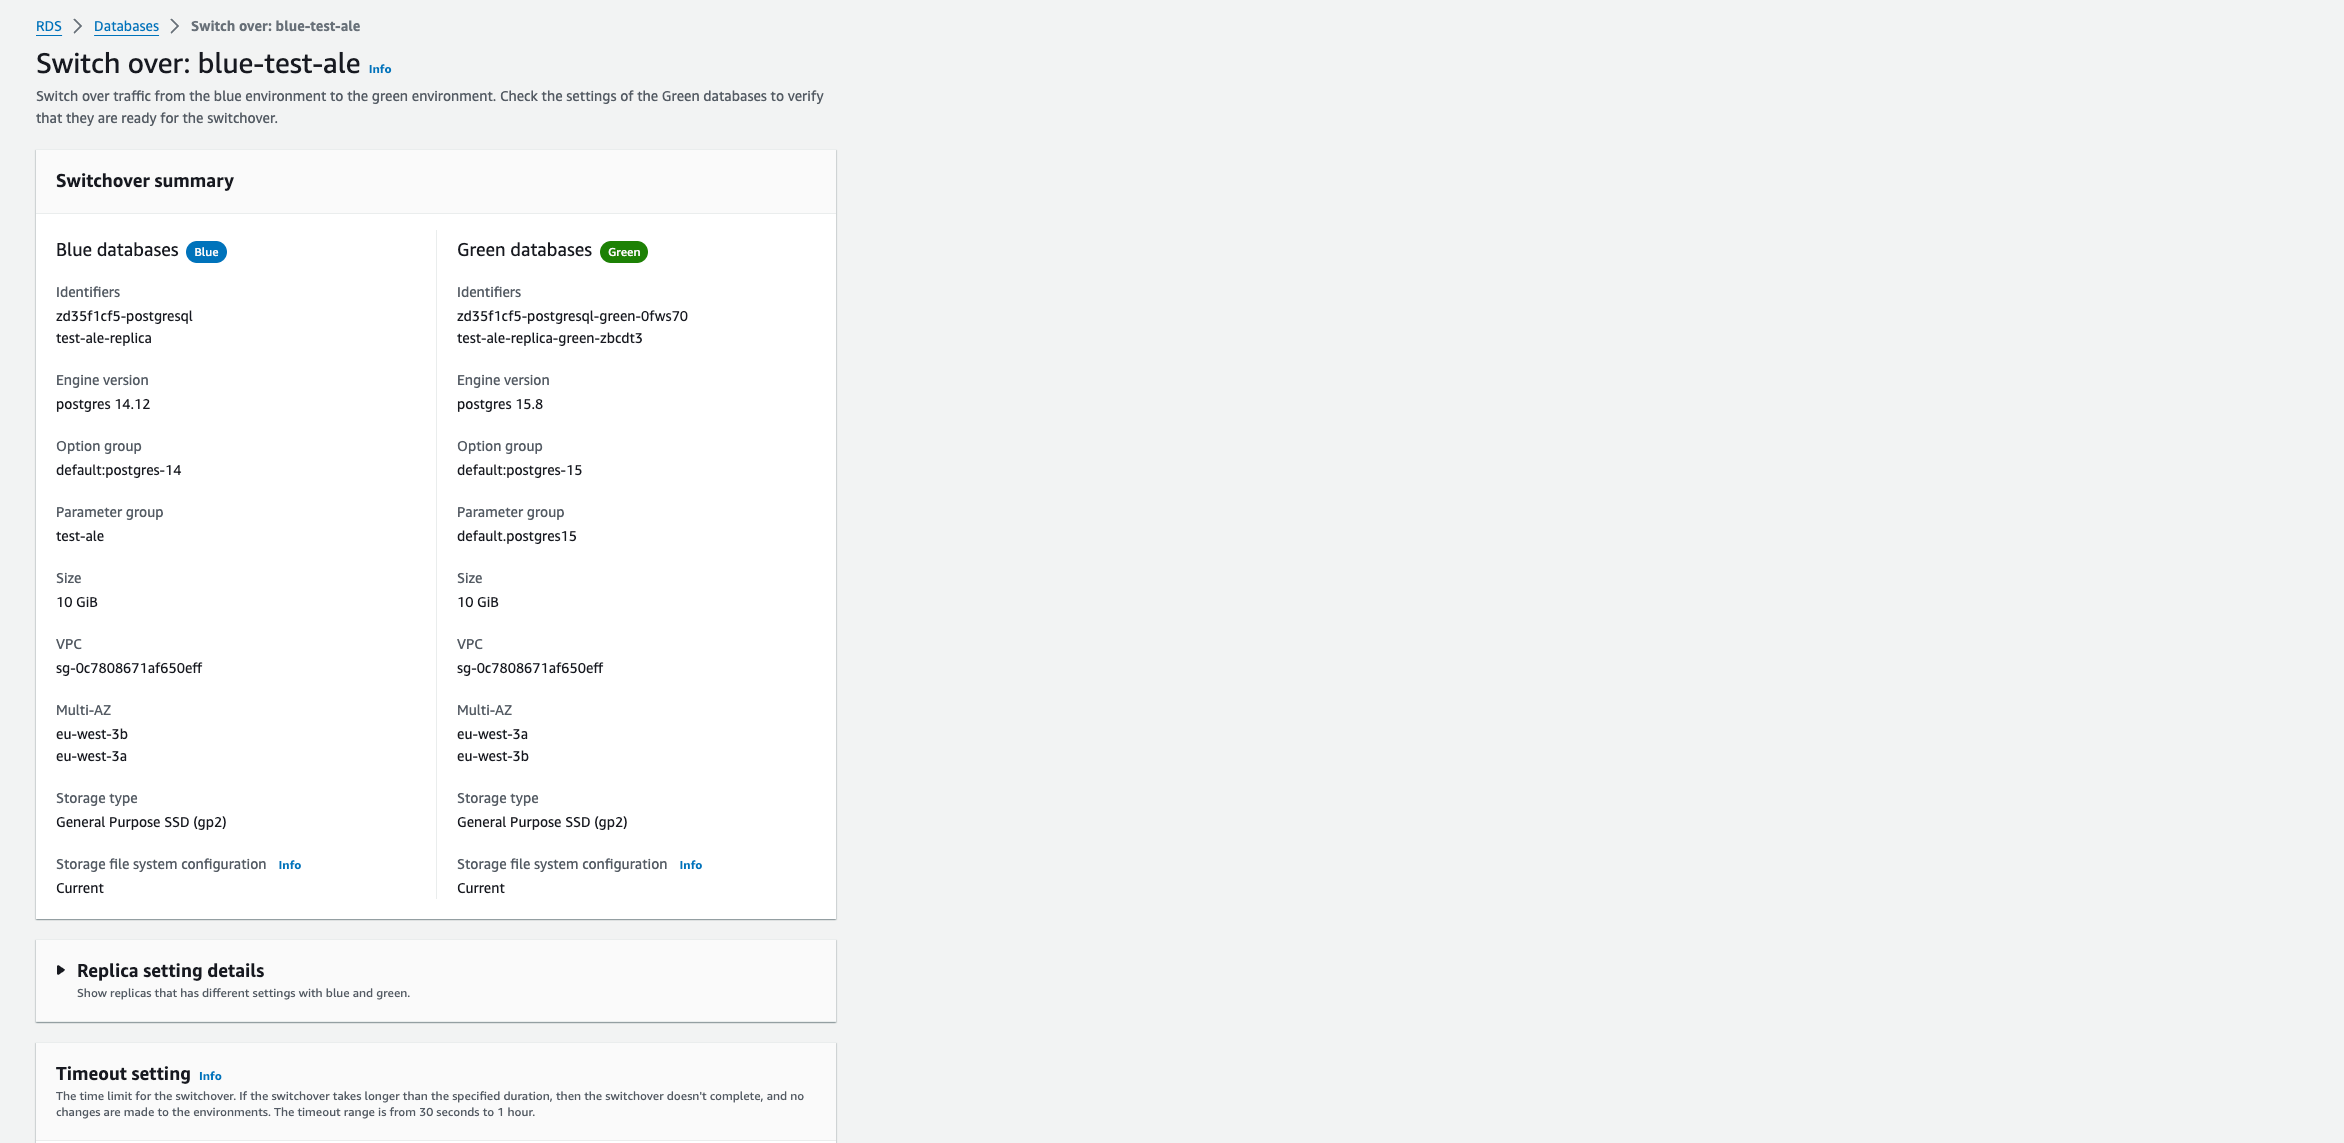 RDS > Databases > Switch over: blue-test-ale
Switch over: blue-test-ale Info
Switch over traffic from the blue environment to the green environment. Check the settings of the Green databases to verify
that they are ready for the switchover.
Switchover summary
Blue databases Blue
Identifiers
zd35f1cf5-postgresql
test-ale-replica
Engine version
postgres 14.12
Option group
default:postgres-14
Parameter group
test-ale
Size
10 GiB
VPC
sg-0c7808671af650eff
Multi-AZ
eu-west-3b
eu-west-3a
Storage type
General Purpose SSD (gp2)
Storage file system configuration Info
Current
Green databases Green
Identifiers
zd35f1cf5-postgresql-green-0fws70
test-ale-replica-green-zbcdt3
Engine version
postgres 15.8
Option group
default:postgres-15
Parameter group
default.postgres15
Size
10 GiB
VPC
sg-0c7808671af650eff
Multi-AZ
eu-west-3a
eu-west-3b
Storage type
General Purpose SSD (gp2)
Storage file system configuration Info
Current
Replica setting details
Show replicas that has different settings with blue and green.
Timeout setting Info
The time limit for the switchover. If the switchover takes longer than the specified duration, then the switchover doesn't complete, and no
changes are made to the environments. The timeout range is from 30 seconds to 1 hour.